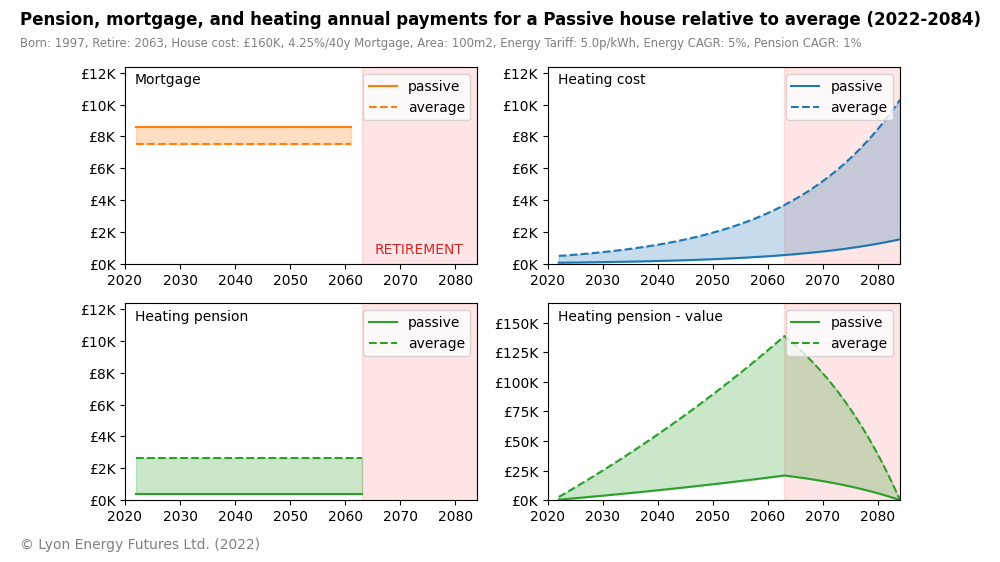 Pension, mortgage, and heating annual payments for a Passive house relative to average (2022-2084)
Born: 1997, Retire: 2063, House cost: £160K, 4.25%/40y Mortgage, Area: 100m2, Energy Tariff: 5.0p/kWh, Energy CAGR: 5%, Pension CAGR: 1%
Mortgage
passive
average
RETIREMENT
£12K
£10K
£8K
£6K
£4K
£2K
£0K
2020 2030 2040 2050 2060 2070 2080
Heating cost
passive
average
£12K
£10K
£8K
£6K
£4K
£2K
£0K
2020 2030 2040 2050 2060 2070 2080
Heating pension
passive
average
£12K
£10K
£8K
£6K
£4K
£2K
£0K
2020 2030 2040 2050 2060 2070 2080
Heating pension - value
passive
average
£150K
£125K
£100K
£75K
£50K
£25K
£0K
2020 2030 2040 2050 2060 2070 2080
© Lyon Energy Futures Ltd. (2022)